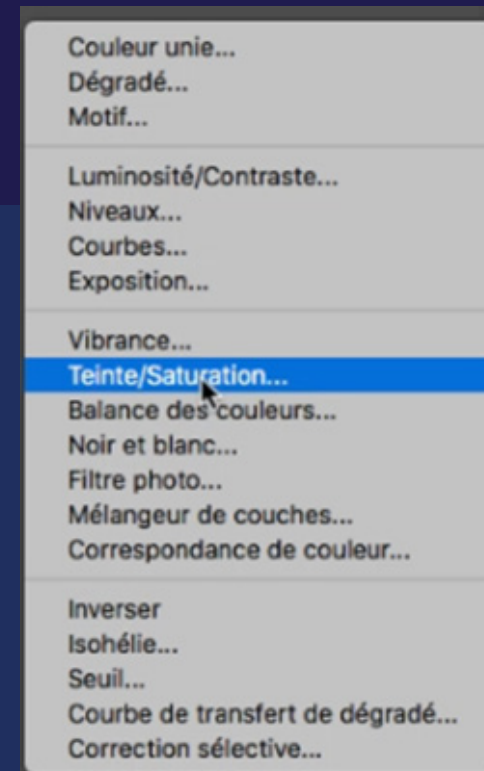 Couleur unie...
Dégradé...
Motif...
Luminosité/Contraste...
Niveaux...
Courbes...
Exposition...
Vibrance...
Teinte/Saturation...
Balance des couleurs...
Noir et blanc...
Filtre photo...
Mélangeur de couches...
Correspondance de couleur...
Inverser
Isohélie...
Seuil...
Courbe de transfert de dégradé...
Correction sélective...